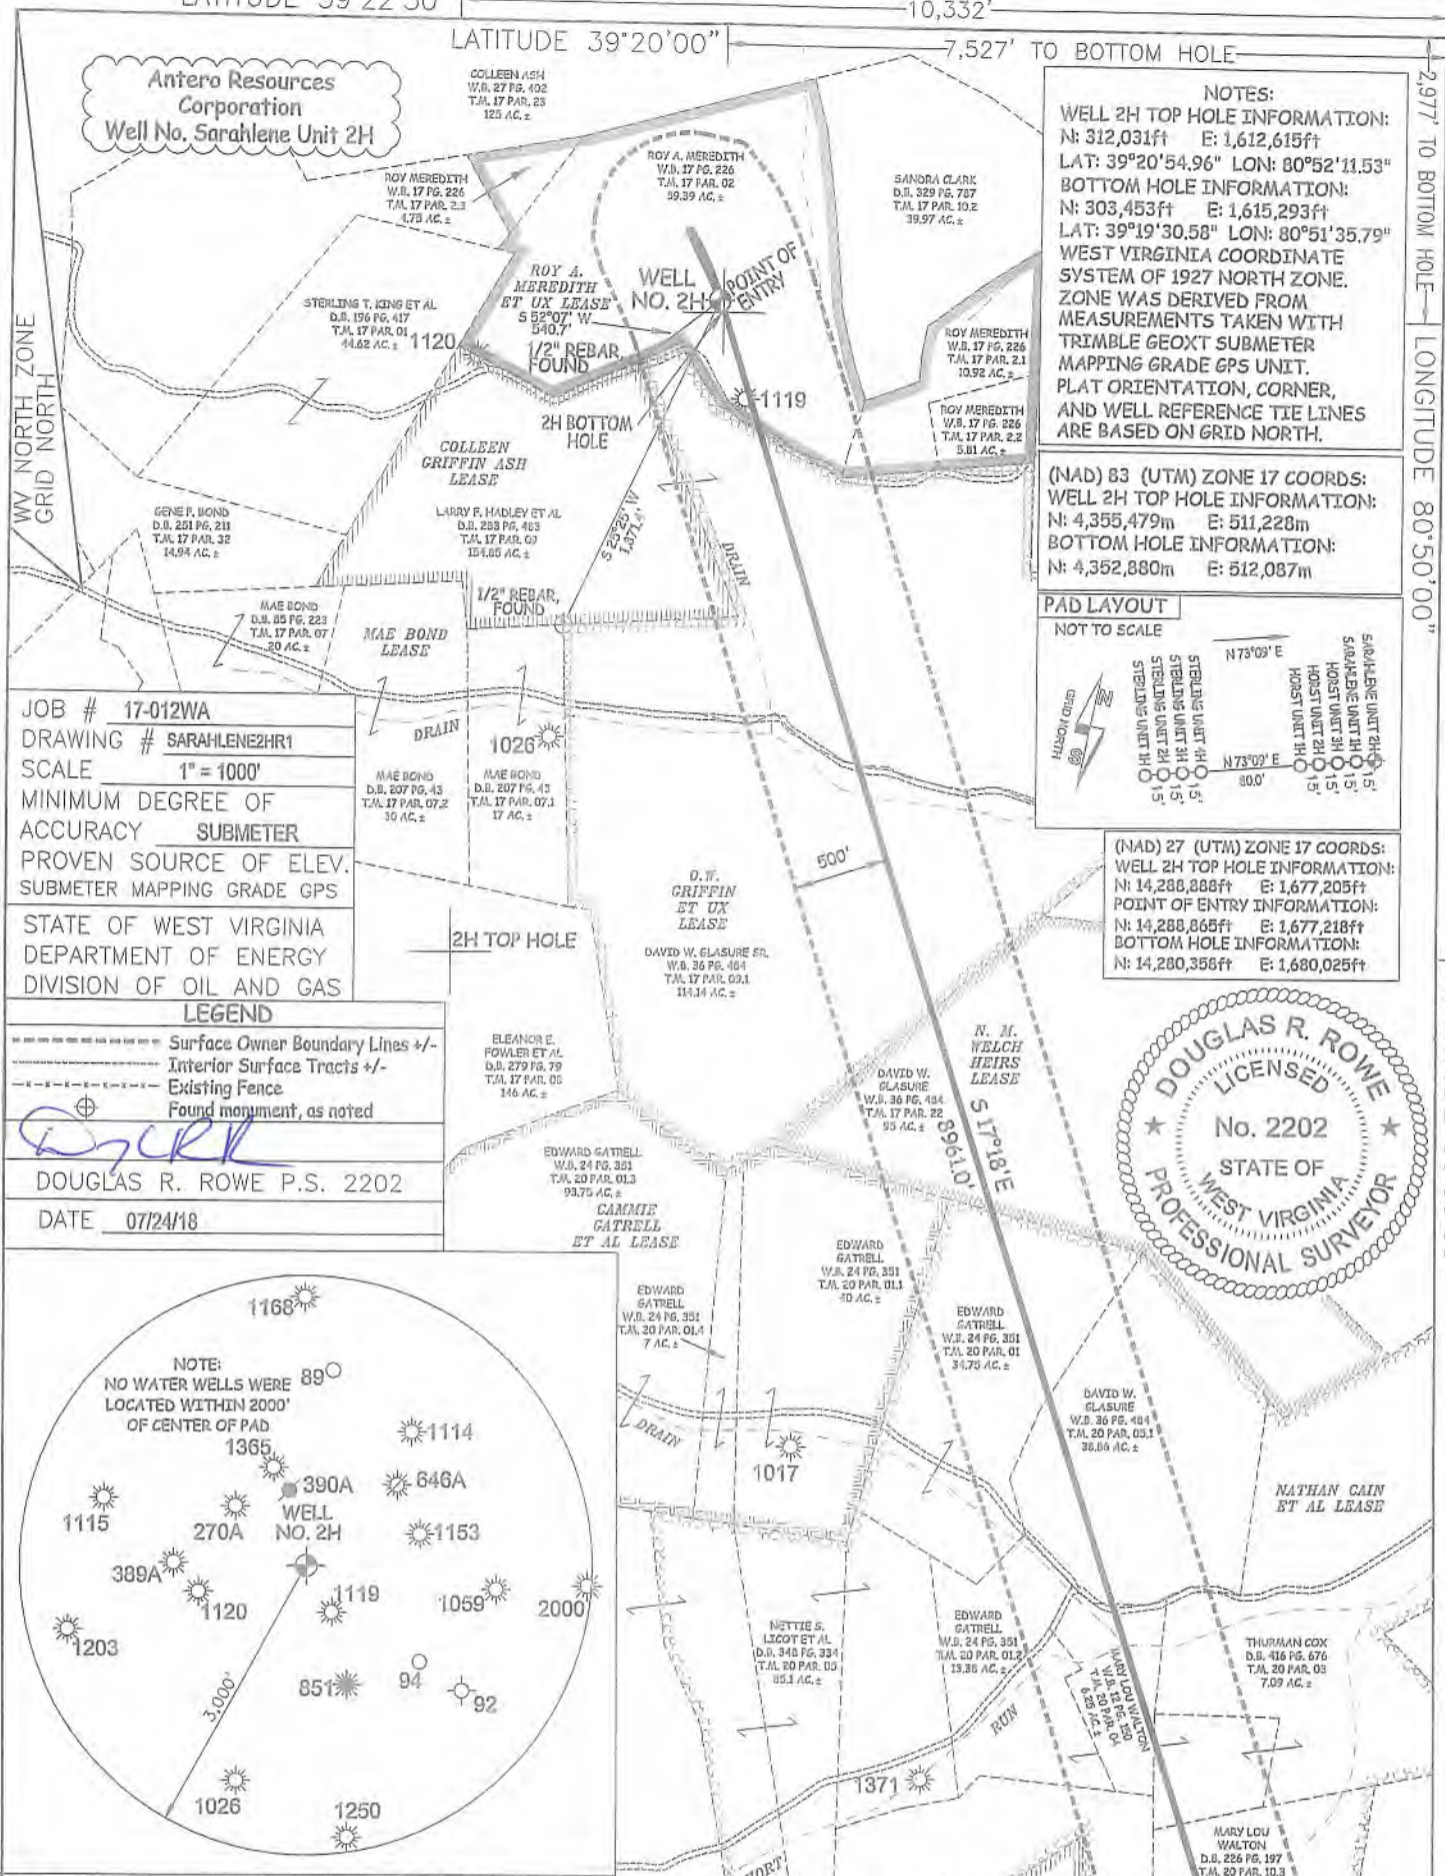 LATITUDE 39°22'30"
10,332'
LATITUDE 39°20'00"
7,527' TO BOTTOM HOLE
2,977' TO BOTTOM HOLE
LONGITUDE 80°50'00"
Antero Resources
Corporation
Well No. Sarahlene Unit 2H
WV NORTH ZONE
GRID NORTH
COLLEEN ASH
W.B. 27 PG. 402
T.M. 17 PAR. 23
125 AC. ±
ROY MEREDITH
W.B. 17 PG. 226
T.M. 17 PAR. 2.3
4.75 AC. ±
ROY A. MEREDITH
W.B. 17 PG. 226
T.M. 17 PAR. 02
59.39 AC. ±
SANDRA CLARK
D.B. 329 PG. 787
T.M. 17 PAR. 10.2
39.97 AC. ±
STERLING T. KING ET AL
D.B. 196 PG. 417
T.M. 17 PAR. 01
44.62 AC. ±
1120
ROY A.
MEREDITH
ET UX LEASE
S 52°07' W
540.7'
1/2" REBAR,
FOUND
WELL
NO. 2H
POINT OF
ENTRY
ROY MEREDITH
W.B. 17 PG. 226
T.M. 17 PAR. 2.1
10.92 AC. ±
ROY MEREDITH
W.B. 17 PG. 226
T.M. 17 PAR. 2.2
5.81 AC. ±
1119
2H BOTTOM
HOLE
COLLEEN
GRIFFIN ASH
LEASE
LARRY F. HADLEY ET AL
D.B. 283 PG. 483
T.M. 17 PAR. 09
154.85 AC. ±
S 25°25' W
1,371.4'
DRAIN
GENE P. BOND
D.B. 251 PG. 211
T.M. 17 PAR. 32
14.94 AC. ±
1/2" REBAR,
FOUND
MAE BOND
D.B. 85 PG. 223
T.M. 17 PAR. 07
20 AC. ±
MAE BOND
LEASE
DRAIN
1026
MAE BOND
D.B. 207 PG. 43
T.M. 17 PAR. 07.2
30 AC. ±
MAE BOND
D.B. 207 PG. 43
T.M. 17 PAR. 07.1
17 AC. ±
NOTES:
WELL 2H TOP HOLE INFORMATION:
N: 312,031ft E: 1,612,615ft
LAT: 39°20'54.96" LON: 80°52'11.53"
BOTTOM HOLE INFORMATION:
N: 303,453ft E: 1,615,293ft
LAT: 39°19'30.58" LON: 80°51'35.79"
WEST VIRGINIA COORDINATE
SYSTEM OF 1927 NORTH ZONE.
ZONE WAS DERIVED FROM
MEASUREMENTS TAKEN WITH
TRIMBLE GEOXT SUBMETER
MAPPING GRADE GPS UNIT.
PLAT ORIENTATION, CORNER,
AND WELL REFERENCE TIE LINES
ARE BASED ON GRID NORTH.
(NAD) 83 (UTM) ZONE 17 COORDS:
WELL 2H TOP HOLE INFORMATION:
N: 4,355,479m E: 511,228m
BOTTOM HOLE INFORMATION:
N: 4,352,880m E: 512,087m
PAD LAYOUT
NOT TO SCALE
GRID NORTH
N
S
N 73°09' E
STERLING UNIT 1H
STERLING UNIT 2H
STERLING UNIT 3H
STERLING UNIT 4H
15'
15'
15'
N 73°09' E
80.0'
HORST UNIT 1H
HORST UNIT 2H
HORST UNIT 3H
SARAHLENE UNIT 1H
SARAHLENE UNIT 2H
15'
15'
15'
15'
(NAD) 27 (UTM) ZONE 17 COORDS:
WELL 2H TOP HOLE INFORMATION:
N: 14,288,888ft E: 1,677,205ft
POINT OF ENTRY INFORMATION:
N: 14,288,865ft E: 1,677,218ft
BOTTOM HOLE INFORMATION:
N: 14,280,358ft E: 1,680,025ft
JOB # 17-012WA
DRAWING # SARAHLENE2HR1
SCALE 1" = 1000'
MINIMUM DEGREE OF
ACCURACY SUBMETER
PROVEN SOURCE OF ELEV.
SUBMETER MAPPING GRADE GPS
STATE OF WEST VIRGINIA
DEPARTMENT OF ENERGY
DIVISION OF OIL AND GAS
LEGEND
Surface Owner Boundary Lines +/-
Interior Surface Tracts +/-
Existing Fence
Found monument, as noted
DOUGLAS R. ROWE P.S. 2202
DATE 07/24/18
2H TOP HOLE
500'
O.W.
GRIFFIN
ET UX
LEASE
DAVID W. GLASURE SR.
W.B. 36 PG. 484
T.M. 17 PAR. 09.1
114.14 AC. ±
ELEANOR E.
FOWLER ET AL
D.B. 279 PG. 79
T.M. 17 PAR. 08
146 AC. ±
DAVID W.
GLASURE
W.B. 36 PG. 484
T.M. 17 PAR. 22
95 AC. ±
N. M.
WELCH
HEIRS
LEASE
S 17°18'E
8961.0'
DOUGLAS R. ROWE
LICENSED
No. 2202
STATE OF
WEST VIRGINIA
PROFESSIONAL SURVEYOR
EDWARD GATRELL
W.B. 24 PG. 351
T.M. 20 PAR. 01.3
93.75 AC. ±
CAMMIE
GATRELL
ET AL LEASE
EDWARD
GATRELL
W.B. 24 PG. 351
T.M. 20 PAR. 01.4
7 AC. ±
EDWARD
GATRELL
W.B. 24 PG. 351
T.M. 20 PAR. 01.1
40 AC. ±
EDWARD
GATRELL
W.B. 24 PG. 351
T.M. 20 PAR. 01
34.75 AC. ±
DAVID W.
GLASURE
W.B. 36 PG. 484
T.M. 20 PAR. 05.1
38.86 AC. ±
NATHAN CAIN
ET AL LEASE
DRAIN
1017
NETTIE S.
LICOT ET AL
D.B. 348 PG. 334
T.M. 20 PAR. 05
85.1 AC. ±
EDWARD
GATRELL
W.B. 24 PG. 351
T.M. 20 PAR. 01.2
13.38 AC. ±
MARY LOU WALTON
W.B. 12 PG. 150
T.M. 20 PAR. 04
6.25 AC. ±
THURMAN COX
D.B. 416 PG. 676
T.M. 20 PAR. 03
7.09 AC. ±
RUN
1371
MARY LOU
WALTON
D.B. 226 PG. 197
T.M. 20 PAR. 10.3
NOTE:
NO WATER WELLS WERE
LOCATED WITHIN 2000'
OF CENTER OF PAD
1168
89
1114
1365
390A
646A
1115
270A
WELL
NO. 2H
1153
389A
1120
1119
1059
2000
1203
851
94
92
3,000'
1026
1250